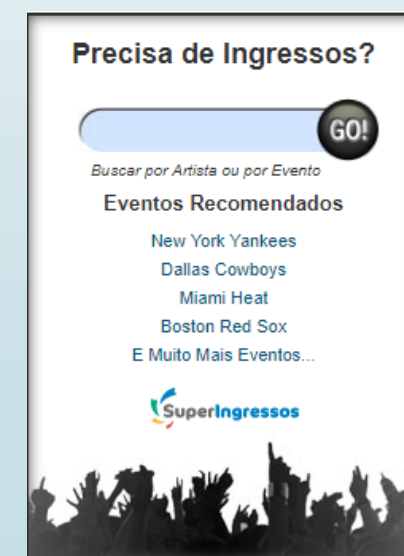 Precisa de Ingressos?
GO!
Buscar por Artista ou por Evento
Eventos Recomendados
New York Yankees
Dallas Cowboys
Miami Heat
Boston Red Sox
E Muito Mais Eventos...
SuperIngressos